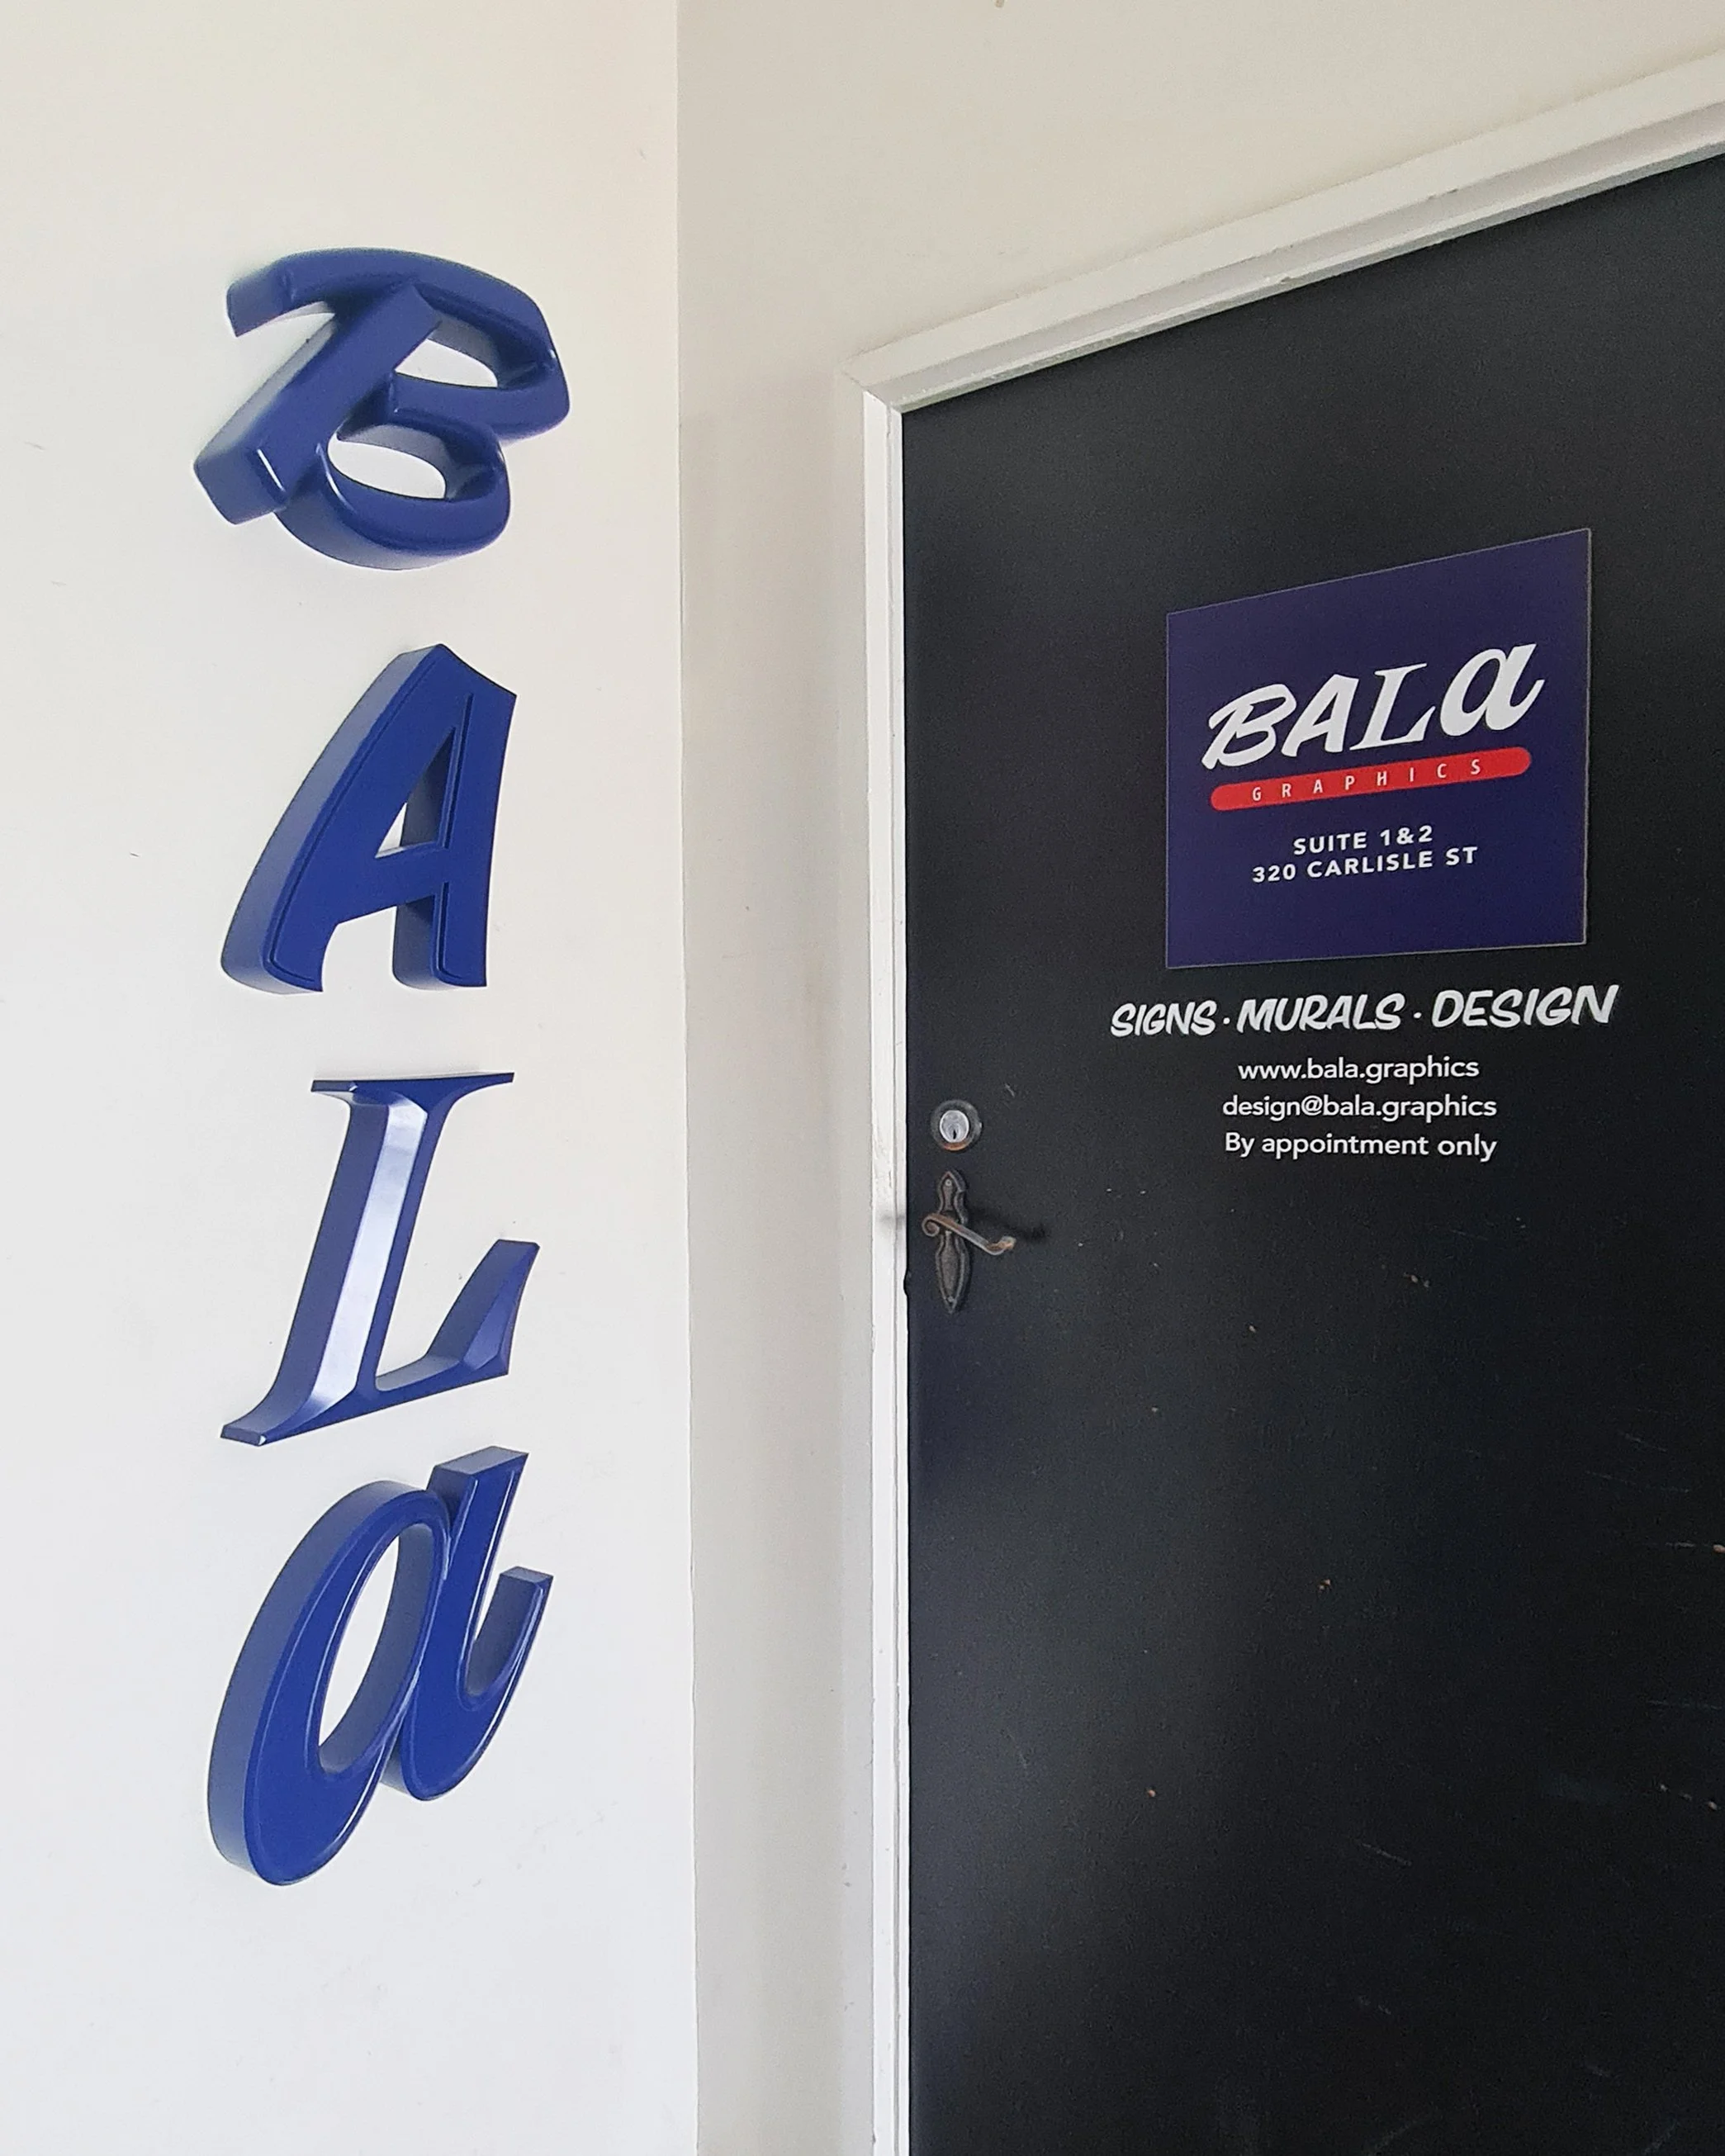 B
A
L
a
BALa
GRAPHICS
SUITE 1&2
320 CARLISLE ST
SIGNS · MURALS · DESIGN
www.bala.graphics
design@bala.graphics
By appointment only